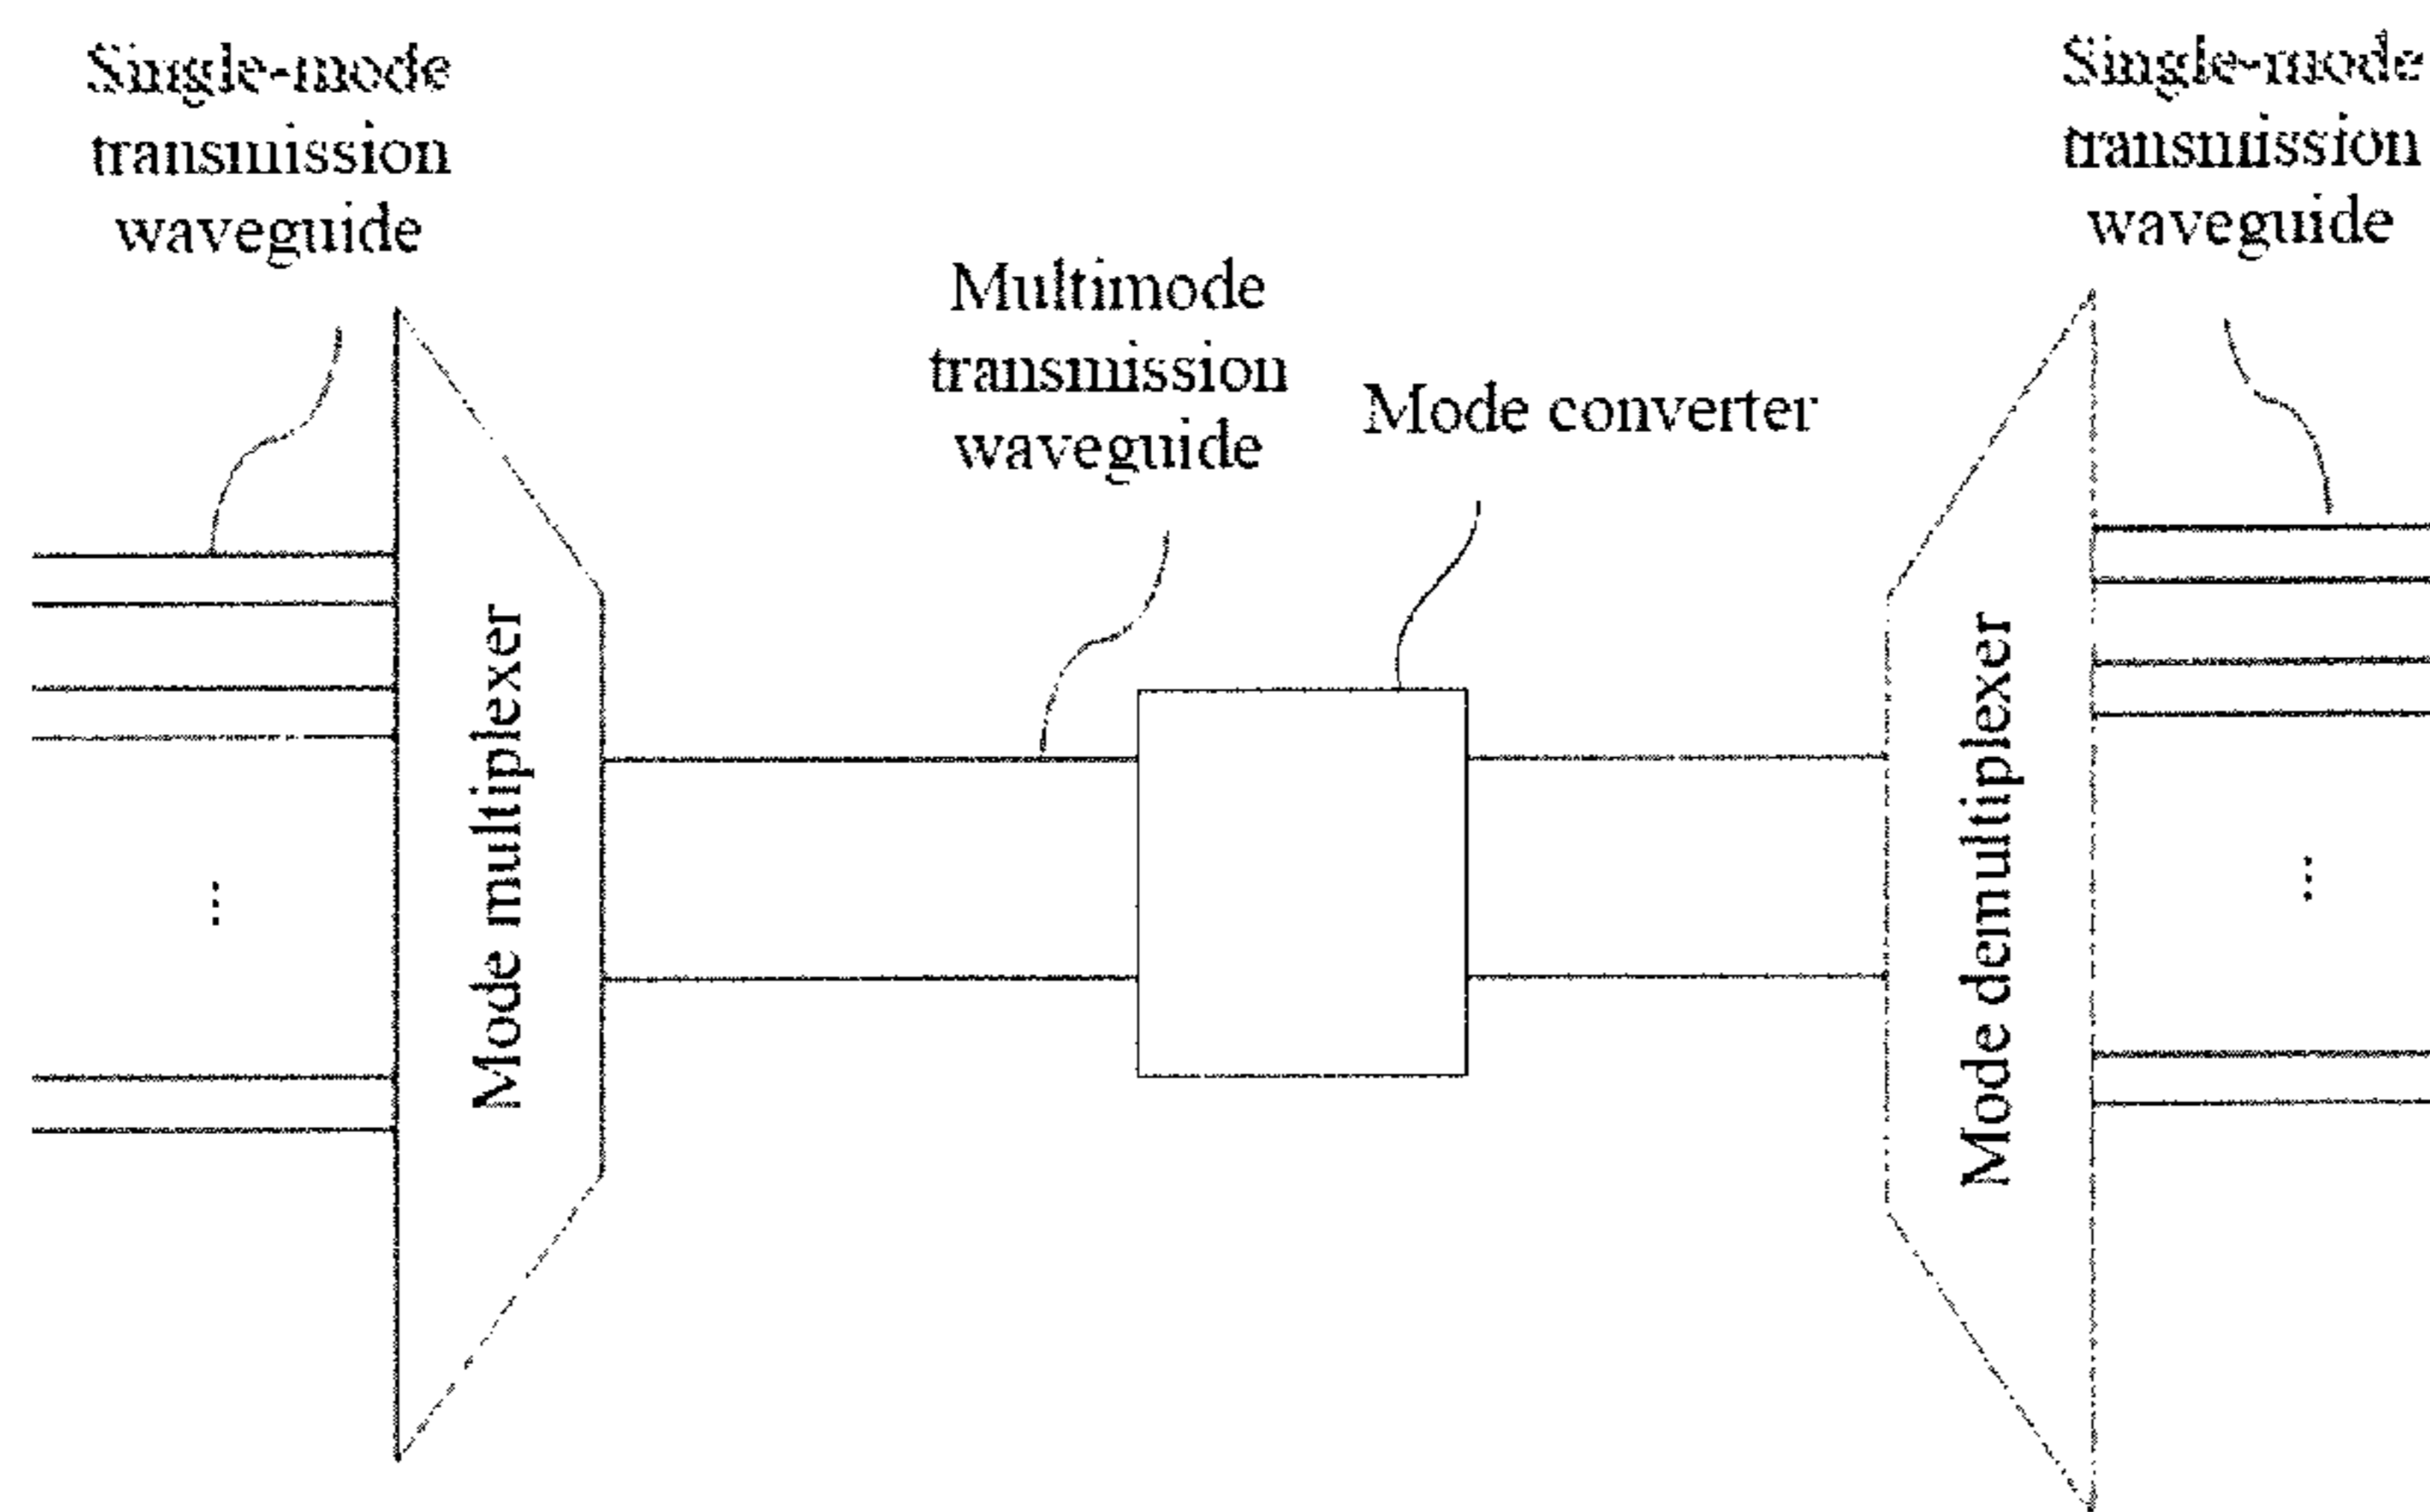 Single-mode
transmission
waveguide
Single-mode
transmission
waveguide
Multimode
transmission
waveguide
Mode converter
Mode multiplexer
Mode demultiplexer
...
...